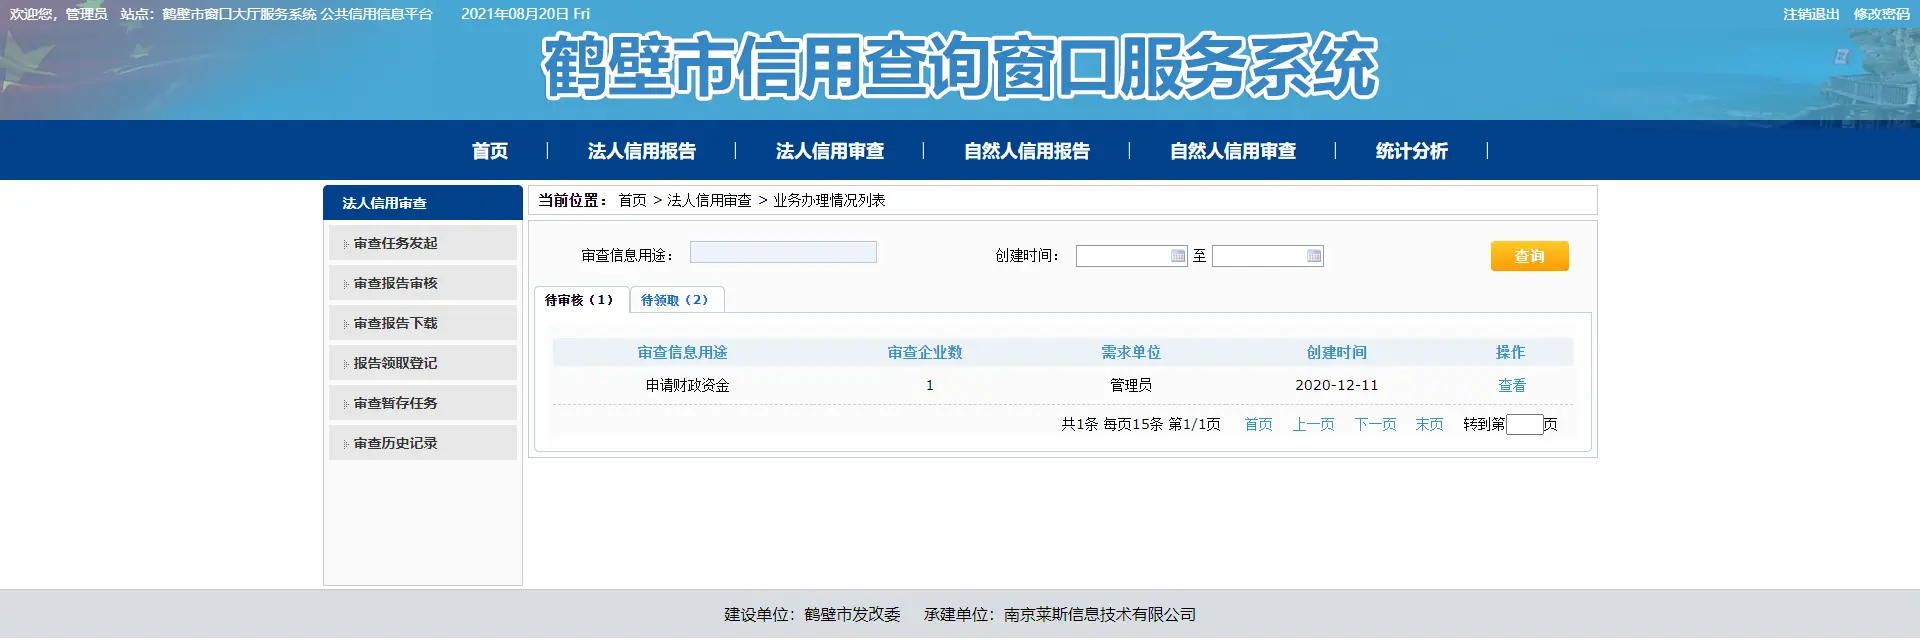 欢迎您，管理员 站点：鹤壁市窗口大厅服务系统 公共信用信息平台 2021年08月20日 Fri 注销退出 修改密码
鹤壁市信用查询窗口服务系统
首页 | 法人信用报告 | 法人信用审查 | 自然人信用报告 | 自然人信用审查 | 统计分析 |
法人信用审查
审查任务发起
审查报告审核
审查报告下载
报告领取登记
审查暂存任务
审查历史记录
当前位置： 首页 > 法人信用审查 > 业务办理情况列表
审查信息用途： 创建时间： 至 查询
待审核（1） 待领取（2）
审查信息用途 审查企业数 需求单位 创建时间 操作
申请财政资金 1 管理员 2020-12-11 查看
共1条 每页15条 第1/1页 首页 上一页 下一页 末页 转到第 页
建设单位：鹤壁市发改委 承建单位：南京莱斯信息技术有限公司